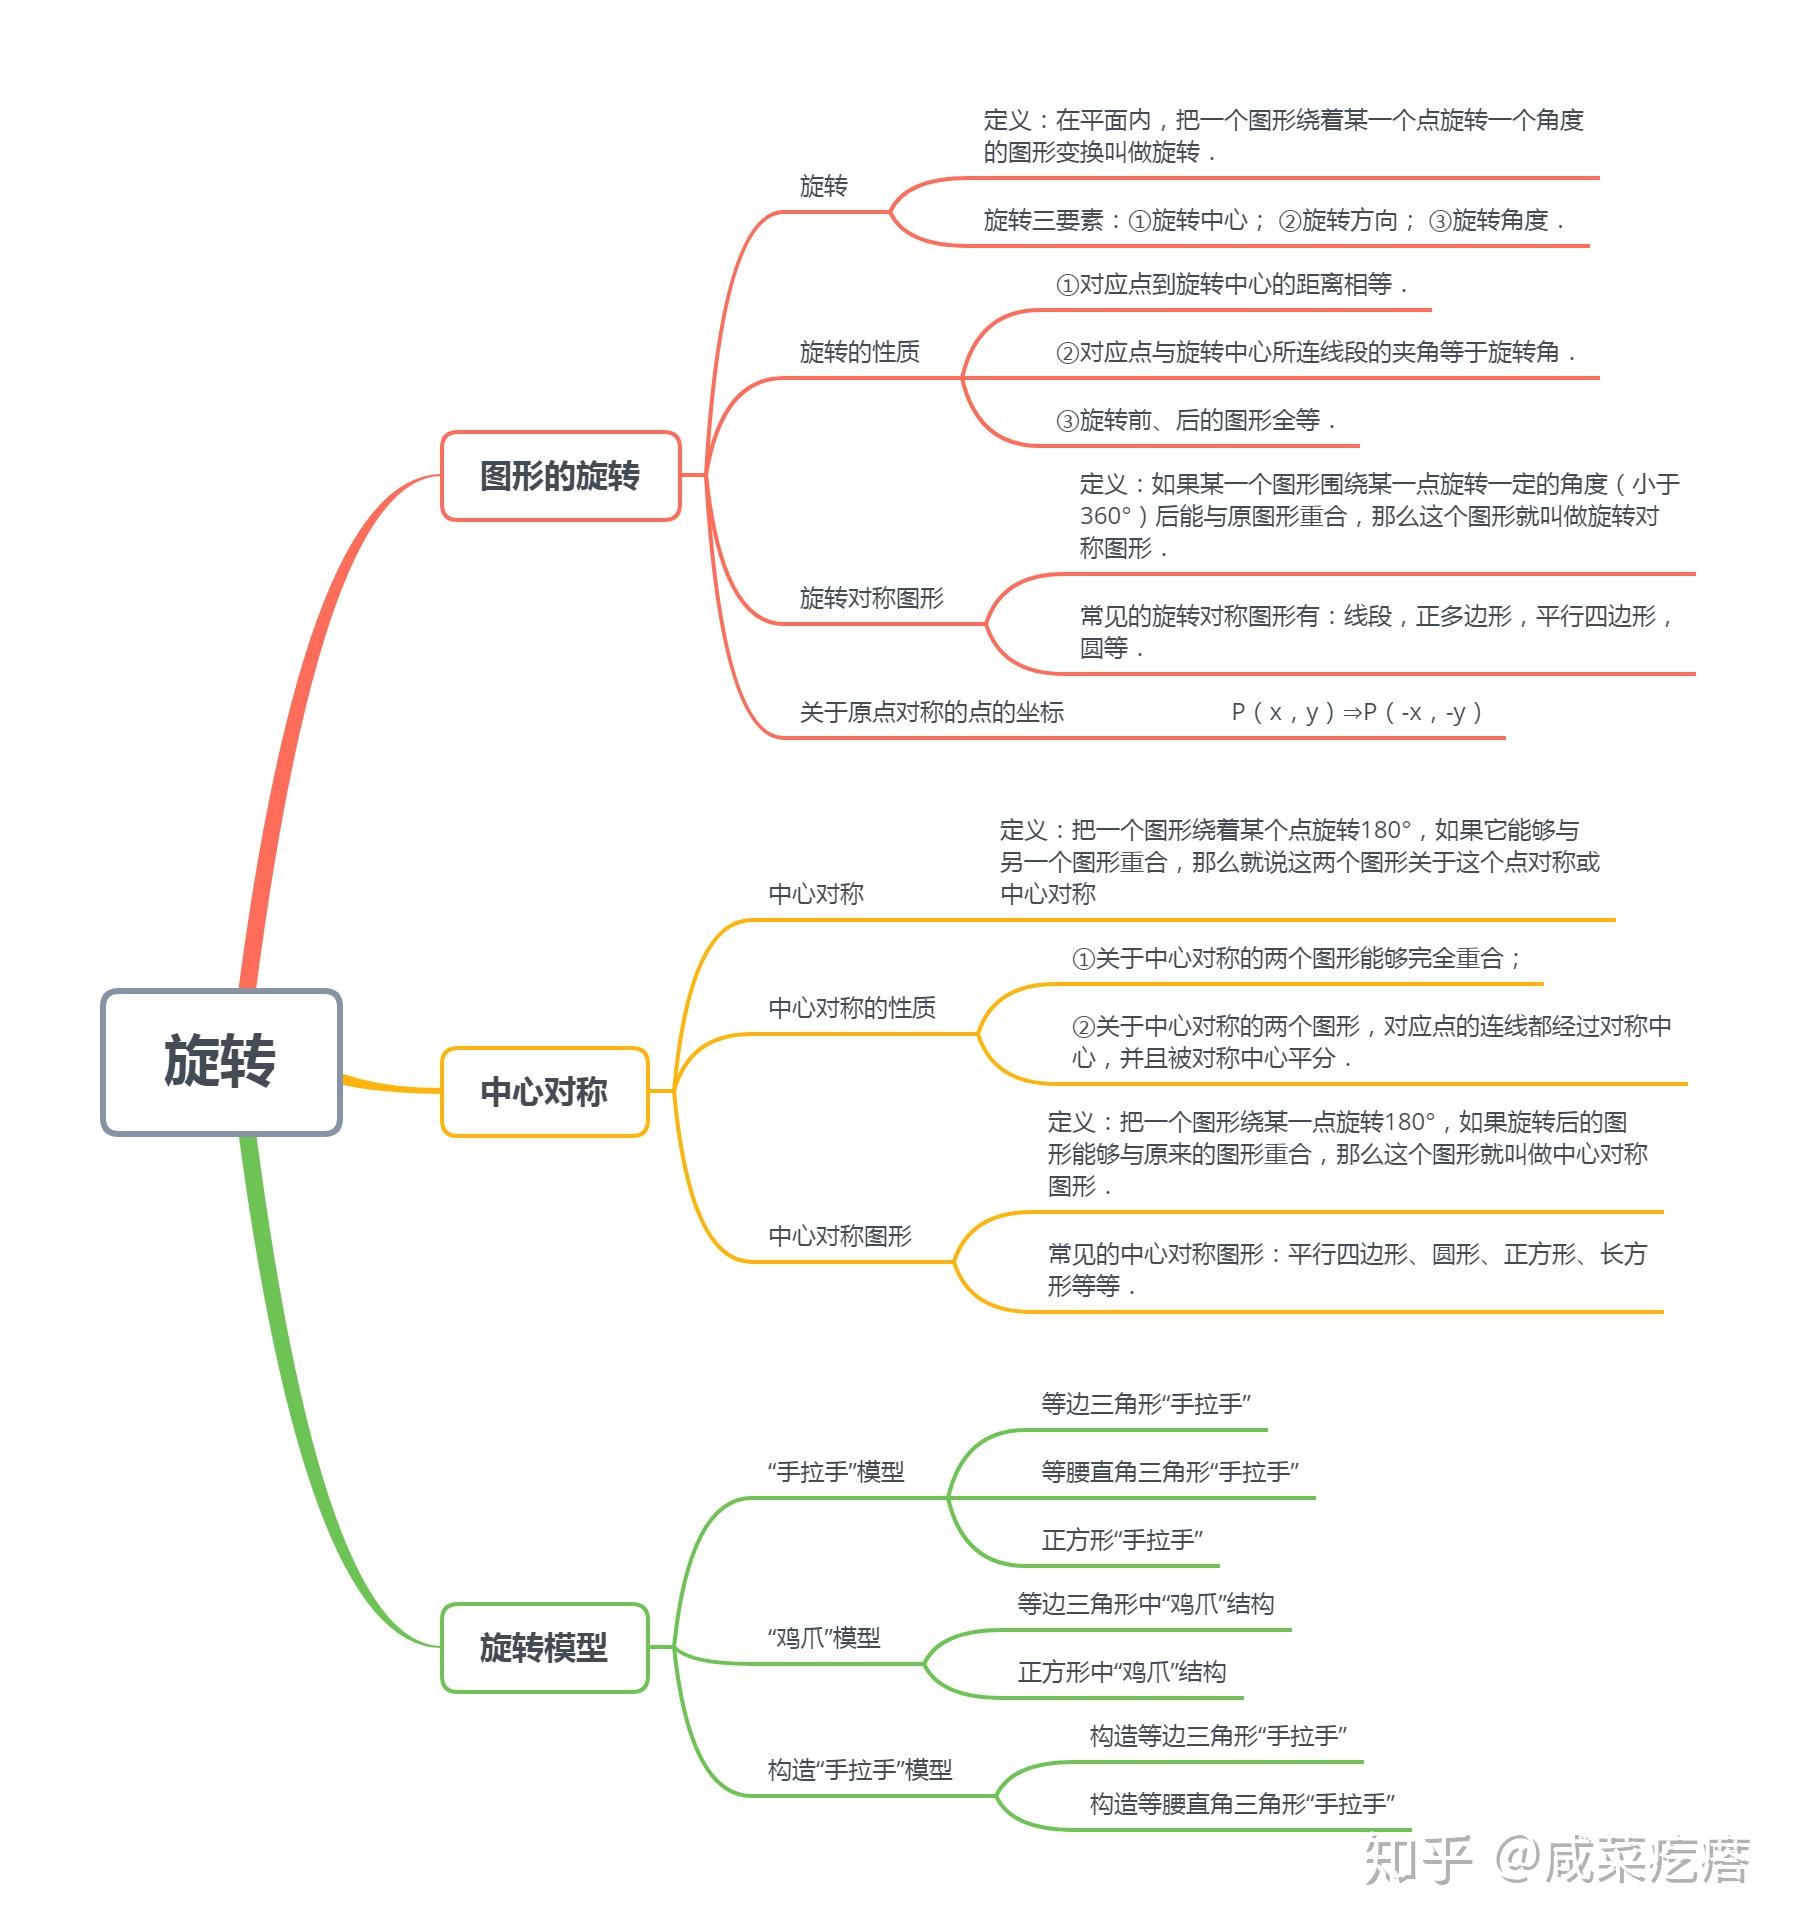 旋转
图形的旋转
旋转
定义：在平面内，把一个图形绕着某一个点旋转一个角度
的图形变换叫做旋转．
旋转三要素：①旋转中心； ②旋转方向； ③旋转角度．
旋转的性质
①对应点到旋转中心的距离相等．
②对应点与旋转中心所连线段的夹角等于旋转角．
③旋转前、后的图形全等．
旋转对称图形
定义：如果某一个图形围绕某一点旋转一定的角度（小于
360°）后能与原图形重合，那么这个图形就叫做旋转对
称图形．
常见的旋转对称图形有：线段，正多边形，平行四边形，
圆等．
关于原点对称的点的坐标
P（x，y）⇒P（-x，-y）
中心对称
中心对称
定义：把一个图形绕着某个点旋转180°，如果它能够与
另一个图形重合，那么就说这两个图形关于这个点对称或
中心对称
中心对称的性质
①关于中心对称的两个图形能够完全重合；
②关于中心对称的两个图形，对应点的连线都经过对称中
心，并且被对称中心平分．
中心对称图形
定义：把一个图形绕某一点旋转180°，如果旋转后的图
形能够与原来的图形重合，那么这个图形就叫做中心对称
图形．
常见的中心对称图形：平行四边形、圆形、正方形、长方
形等等．
旋转模型
“手拉手”模型
等边三角形“手拉手”
等腰直角三角形“手拉手”
正方形“手拉手”
“鸡爪”模型
等边三角形中“鸡爪”结构
正方形中“鸡爪”结构
构造“手拉手”模型
构造等边三角形“手拉手”
构造等腰直角三角形“手拉手”
知乎 @咸菜疙瘩